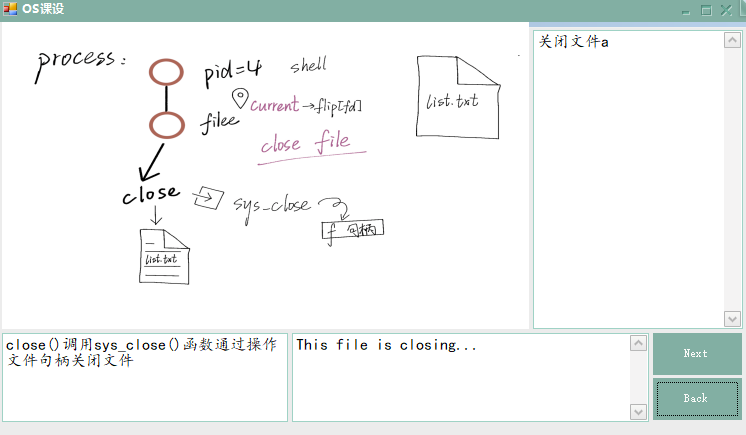 OS课设
process:
pid=4 shell
current→flip[fd]
filee
close file
list.txt
close
sys_close
f 句柄
list.txt
关闭文件a
close()调用sys_close()函数通过操作
文件句柄关闭文件
This file is closing...
Next
Back